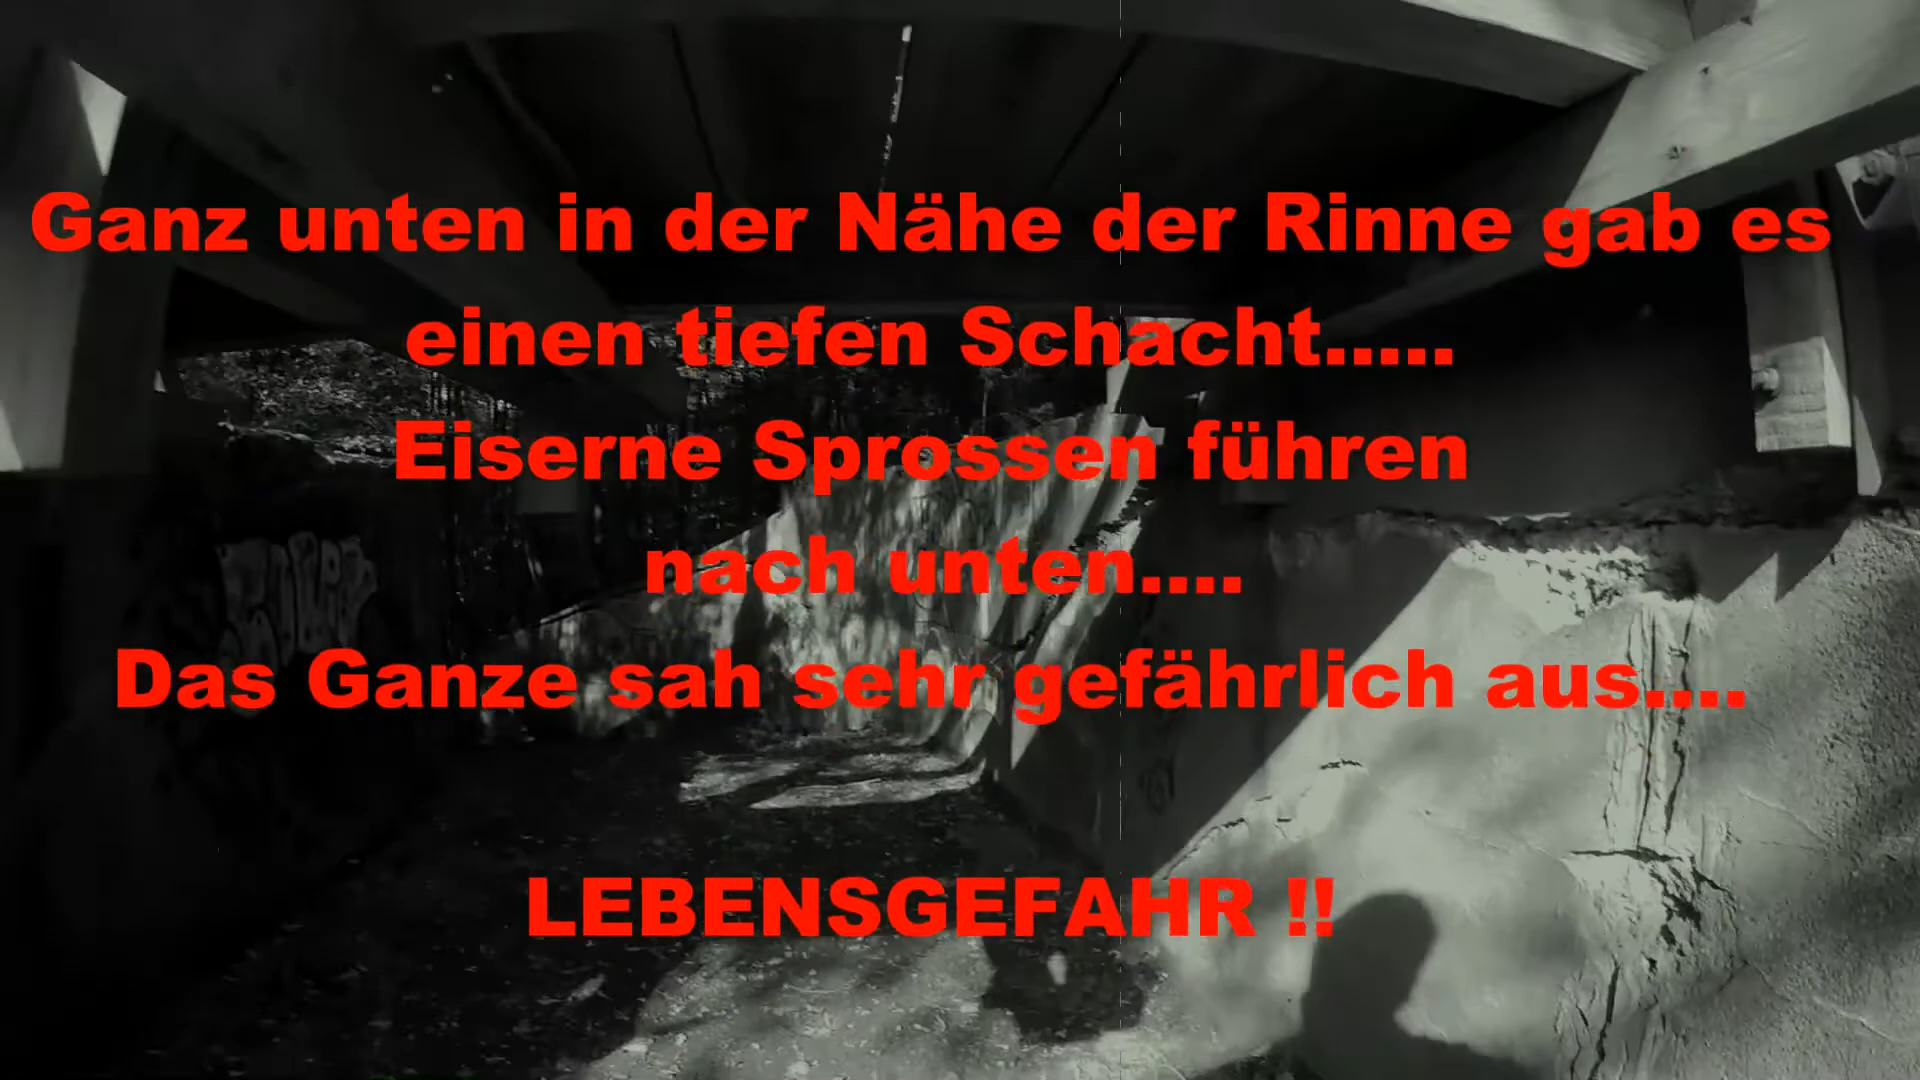 Ganz unten in der Nähe der Rinne gab es
einen tiefen Schacht.....
Eiserne Sprossen führen
nach unten....
Das Ganze sah sehr gefährlich aus....
LEBENSGEFAHR !!